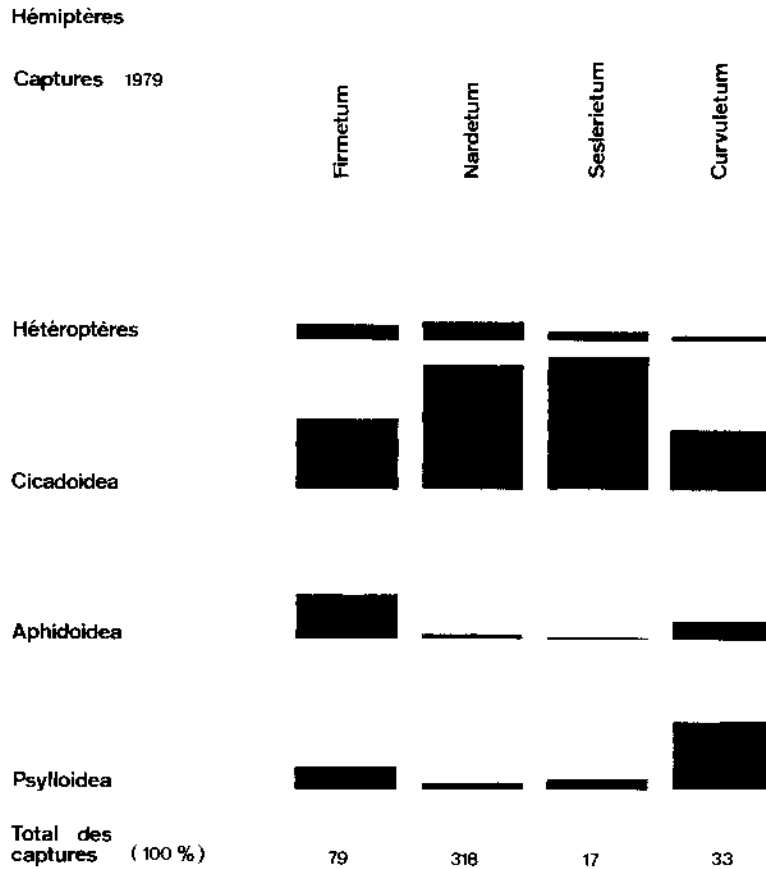 Hémiptères
Captures 1979
Firmetum
Nardetum
Seslerietum
Curvuletum
Hétéroptères
Cicadoidea
Aphidoidea
Psylloidea
Total des
captures (100 %) 79 318 17 33